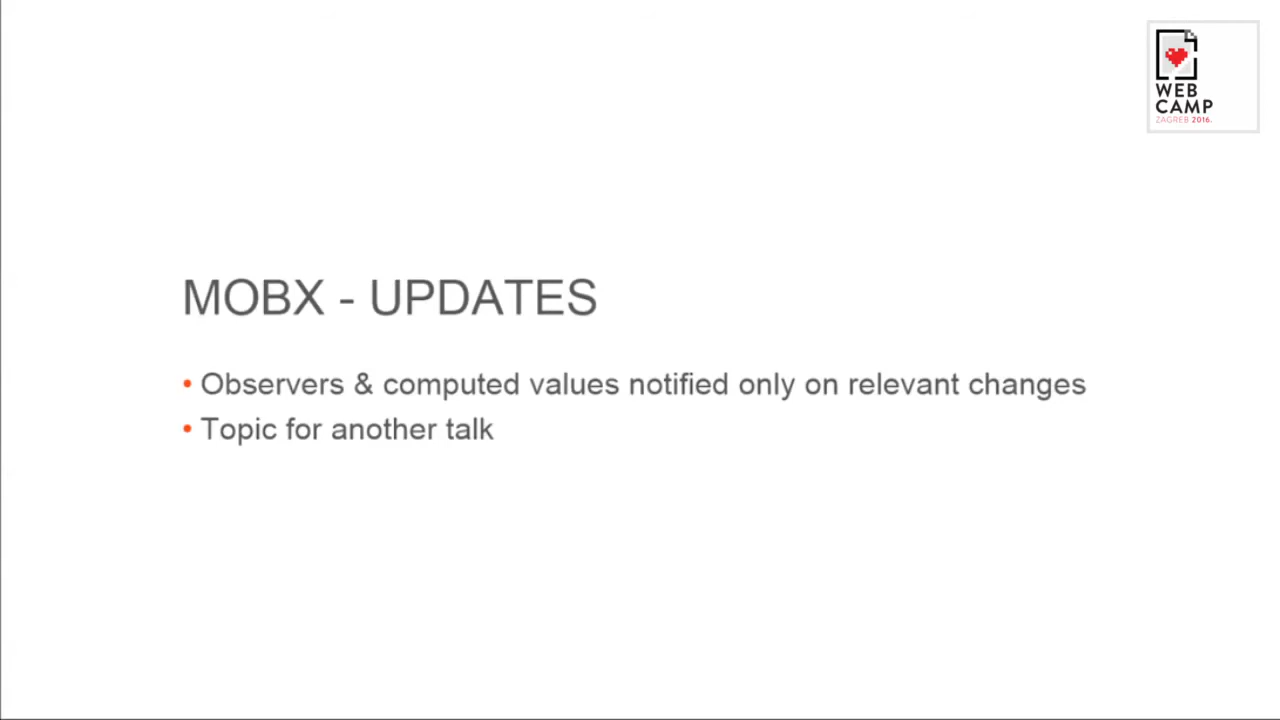 WEB
CAMP
ZAGREB 2016.
MOBX - UPDATES
• Observers & computed values notified only on relevant changes
• Topic for another talk